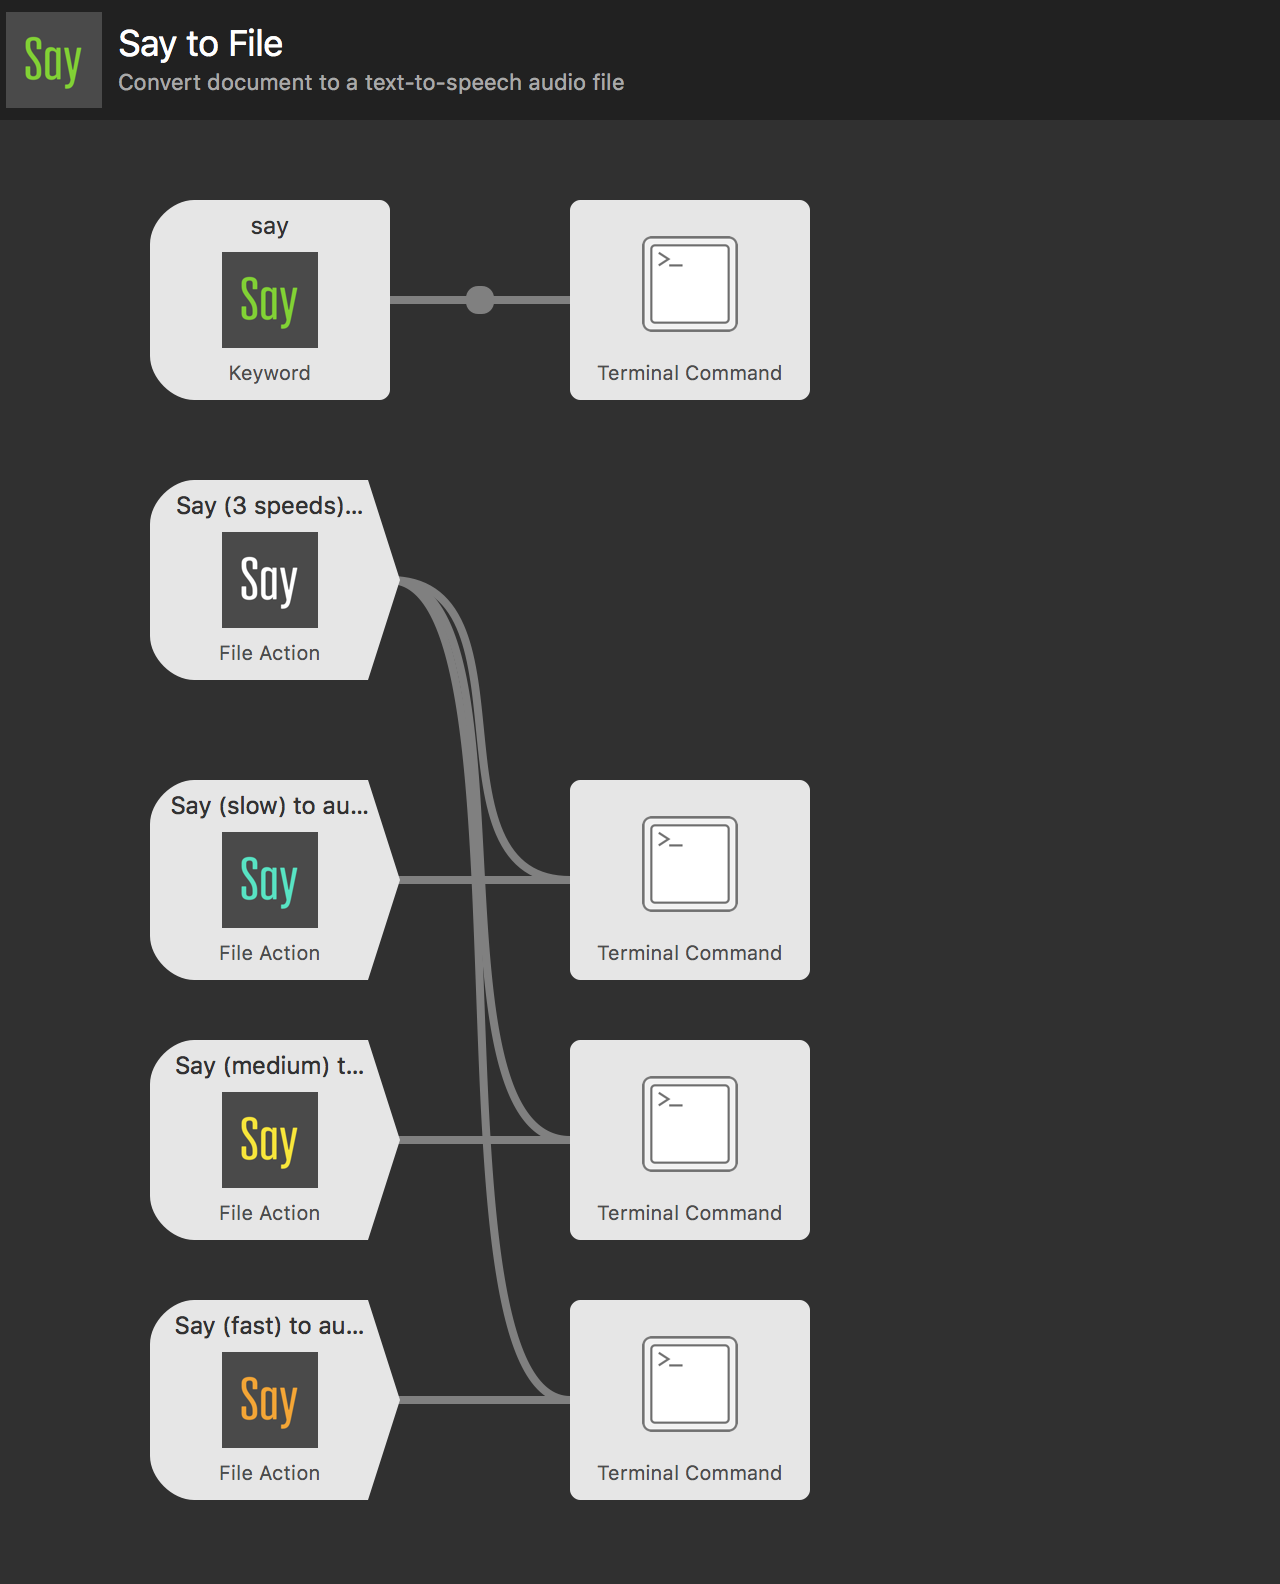 Say
Say to File
Convert document to a text-to-speech audio file
say
Say
Keyword
>_
Terminal Command
Say (3 speeds)...
Say
File Action
Say (slow) to au...
Say
File Action
>_
Terminal Command
Say (medium) t...
Say
File Action
>_
Terminal Command
Say (fast) to au...
Say
File Action
>_
Terminal Command